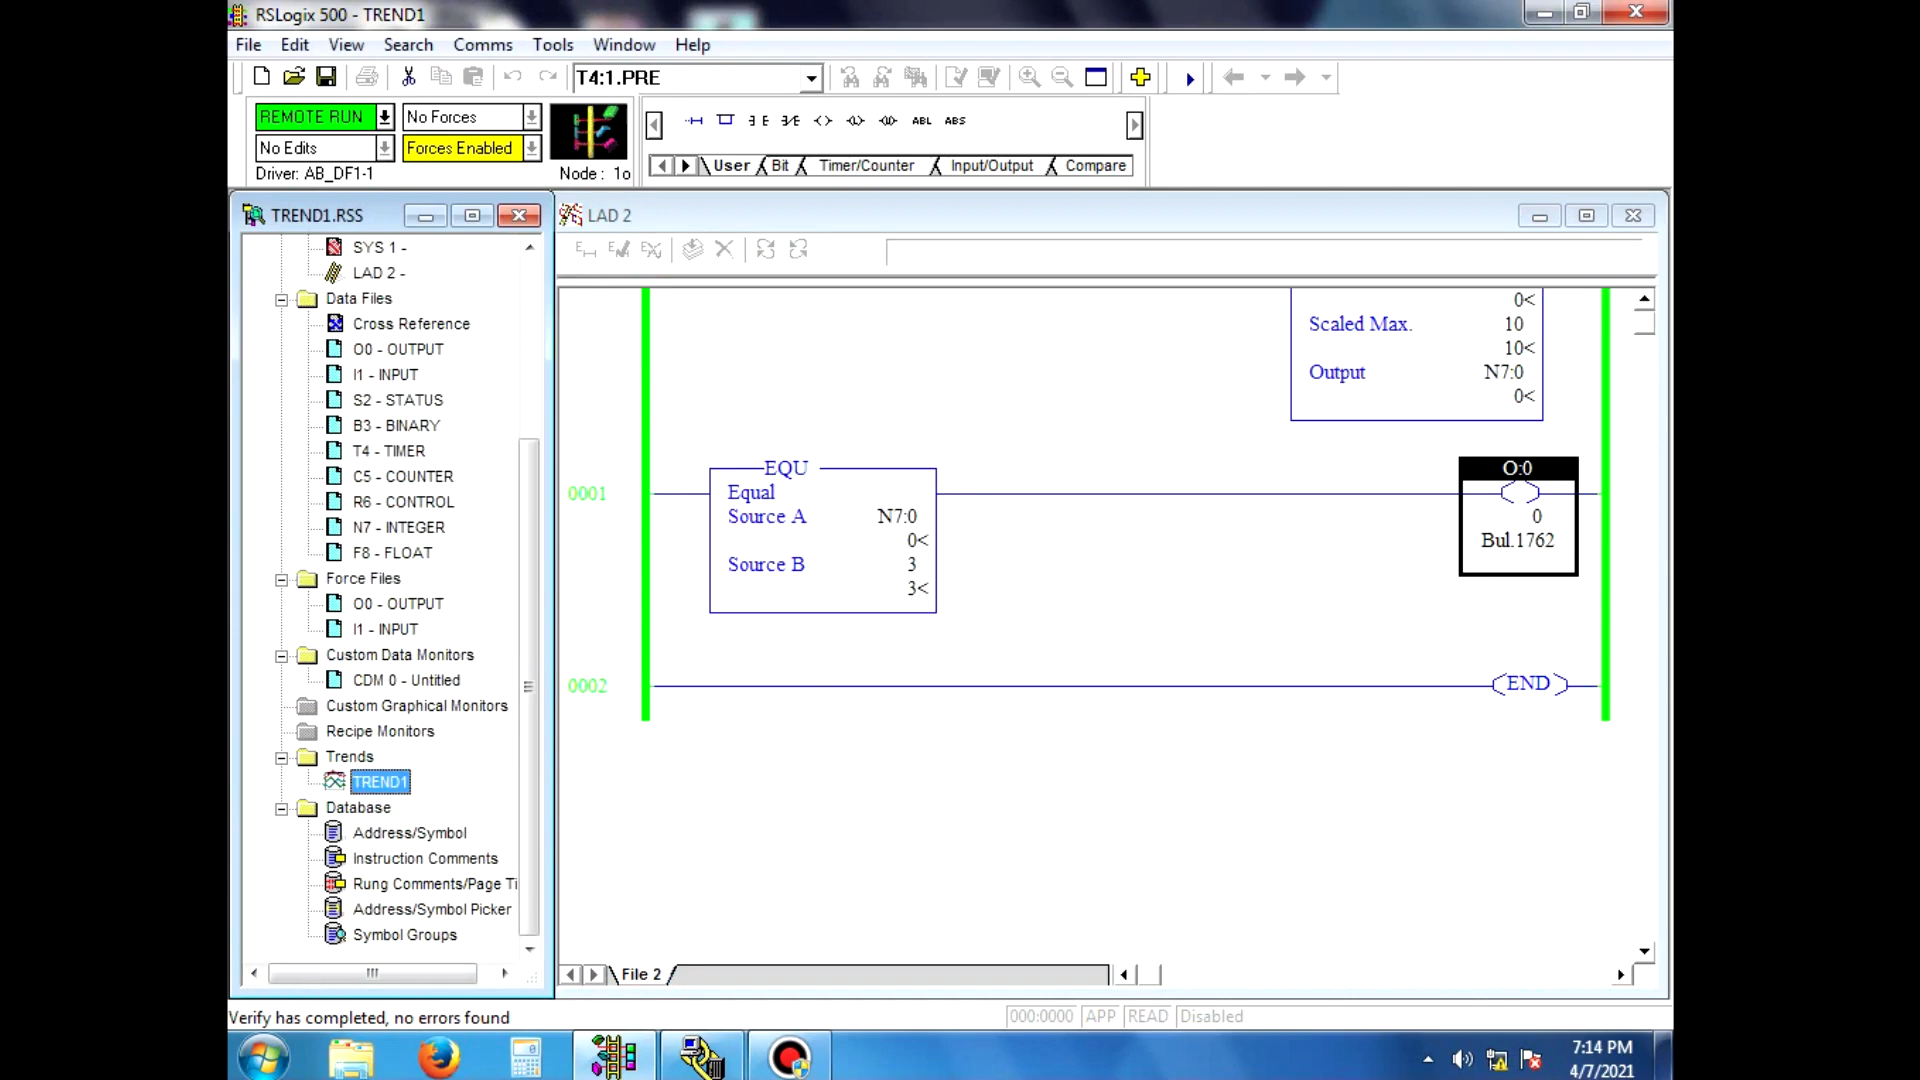 RSLogix 500 - TREND1
File Edit View Search Comms Tools Window Help
T4:1.PRE
REMOTE RUN No Forces
No Edits Forces Enabled
Driver: AB_DF1-1 Node : 1o
ABL ABS
User Bit Timer/Counter Input/Output Compare
TREND1.RSS
SYS 1 -
LAD 2 -
Data Files
Cross Reference
O0 - OUTPUT
I1 - INPUT
S2 - STATUS
B3 - BINARY
T4 - TIMER
C5 - COUNTER
R6 - CONTROL
N7 - INTEGER
F8 - FLOAT
Force Files
O0 - OUTPUT
I1 - INPUT
Custom Data Monitors
CDM 0 - Untitled
Custom Graphical Monitors
Recipe Monitors
Trends
TREND1
Database
Address/Symbol
Instruction Comments
Rung Comments/Page Ti
Address/Symbol Picker
Symbol Groups
LAD 2
0<
Scaled Max. 10
10<
Output N7:0
0<
0001
EQU
Equal
Source A N7:0
0<
Source B 3
3<
O:0
0
Bul.1762
0002
END
File 2
Verify has completed, no errors found
000:0000 APP READ Disabled
7:14 PM
4/7/2021